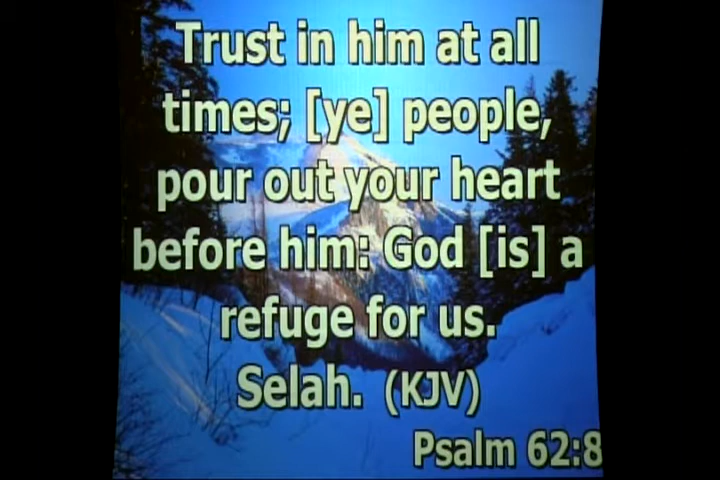 Trust in him at all
times; [ye] people,
pour out your heart
before him: God [is] a
refuge for us.
Selah. (KJV)
Psalm 62:8